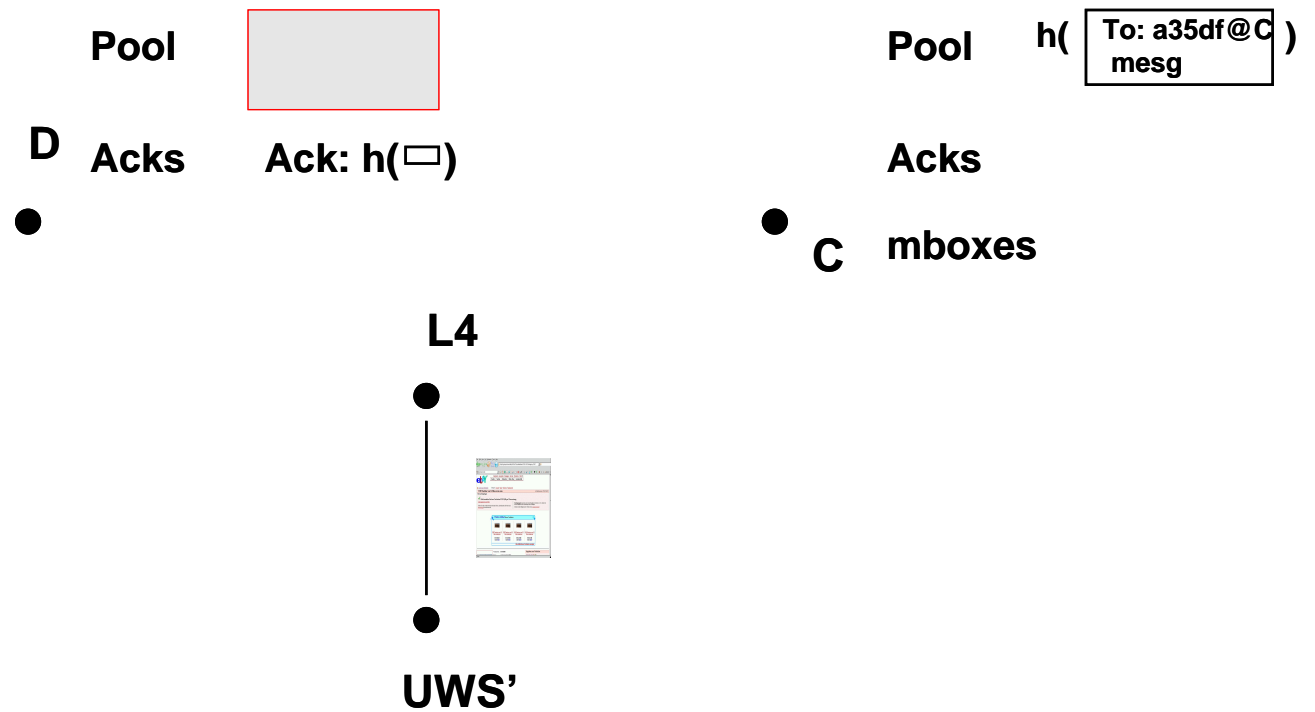 Pool
D
Acks Ack: h( )
Pool h( To: a35df@C )
mesg
Acks
C mboxes
L4
UWS’